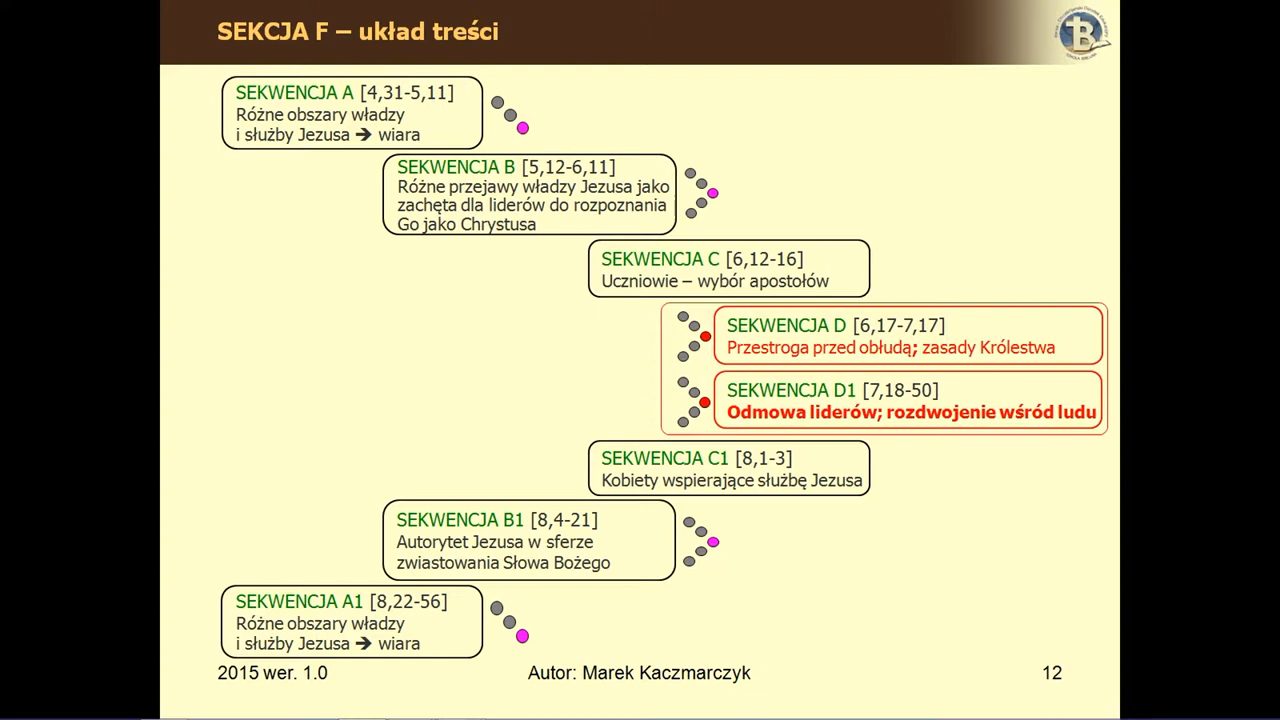 SEKCJA F – układ treści
SEKWENCJA A [4,31-5,11]
Różne obszary władzy
i służby Jezusa ➔ wiara
SEKWENCJA B [5,12-6,11]
Różne przejawy władzy Jezusa jako
zachęta dla liderów do rozpoznania
Go jako Chrystusa
SEKWENCJA C [6,12-16]
Uczniowie – wybór apostołów
SEKWENCJA D [6,17-7,17]
Przestroga przed obłudą; zasady Królestwa
SEKWENCJA D1 [7,18-50]
Odmowa liderów; rozdwojenie wśród ludu
SEKWENCJA C1 [8,1-3]
Kobiety wspierające służbę Jezusa
SEKWENCJA B1 [8,4-21]
Autorytet Jezusa w sferze
zwiastowania Słowa Bożego
SEKWENCJA A1 [8,22-56]
Różne obszary władzy
i służby Jezusa ➔ wiara
2015 wer. 1.0
Autor: Marek Kaczmarczyk
12